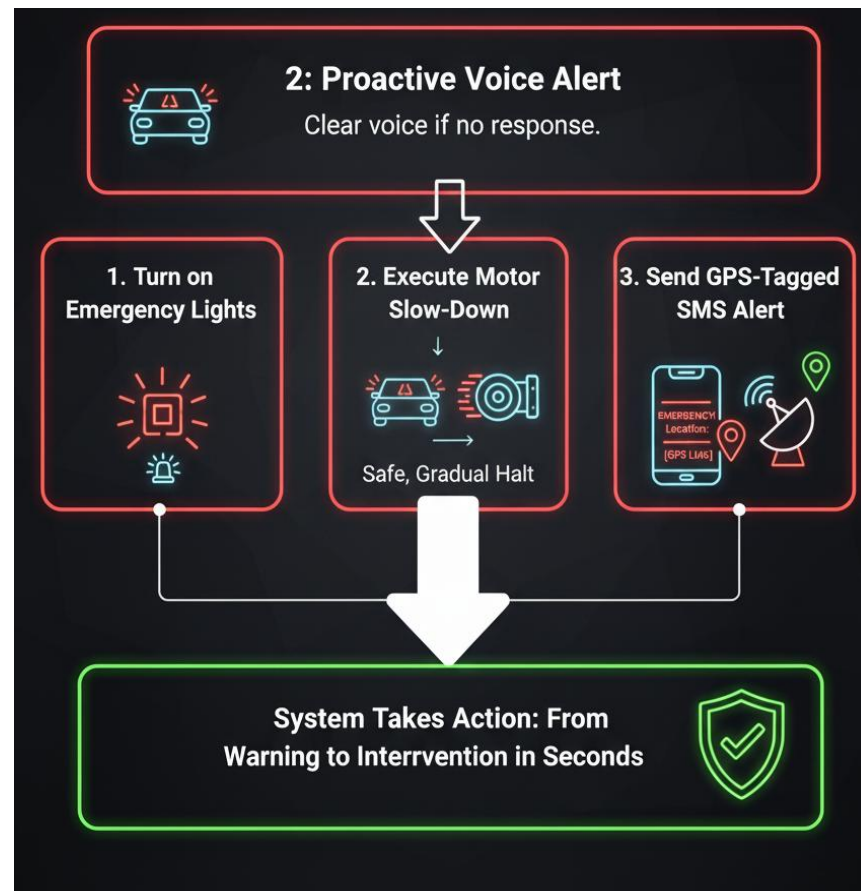 2: Proactive Voice Alert
Clear voice if no response.
1. Turn on
Emergency Lights
2. Execute Motor
Slow-Down
Safe, Gradual Halt
3. Send GPS-Tagged
SMS Alert
EMERGENCY
Location:
[GPS
System Takes Action: From
Warning to Interrvention in Seconds